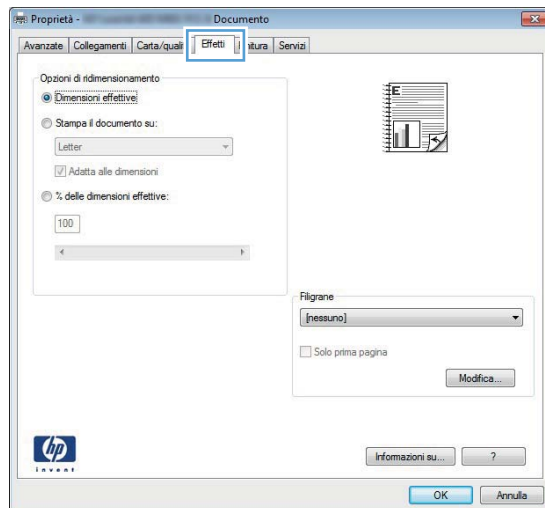 Proprietà - Documento
Avanzate Collegamenti Carta/quali Effetti itura Servizi
Opzioni di ridimensionamento
Dimensioni effettive
Stampa il documento su:
Letter
Adatta alle dimensioni
% delle dimensioni effettive:
100
E
Filigrane
[nessuno]
Solo prima pagina
Modifica...
hp
invent
Informazioni su... ?
OK Annulla